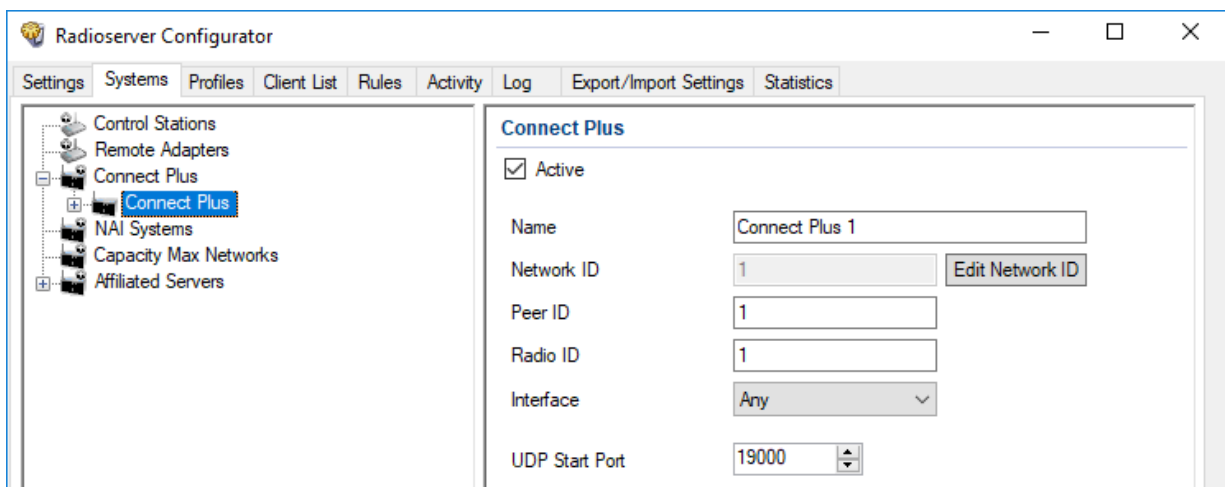 Radioserver Configurator
Settings Systems Profiles Client List Rules Activity Log Export/Import Settings Statistics
Control Stations
Remote Adapters
Connect Plus
Connect Plus
NAI Systems
Capacity Max Networks
Affiliated Servers
Connect Plus
Active
Name Connect Plus 1
Network ID 1 Edit Network ID
Peer ID 1
Radio ID 1
Interface Any
UDP Start Port 19000